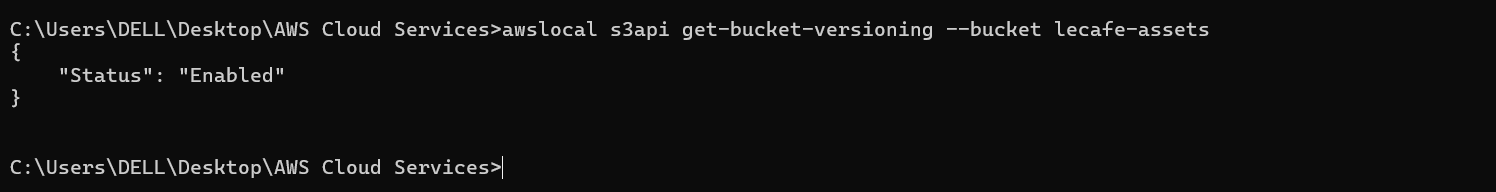 C:\Users\DELL\Desktop\AWS Cloud Services>awslocal s3api get-bucket-versioning --bucket lecafe-assets
{
    "Status": "Enabled"
}
C:\Users\DELL\Desktop\AWS Cloud Services>